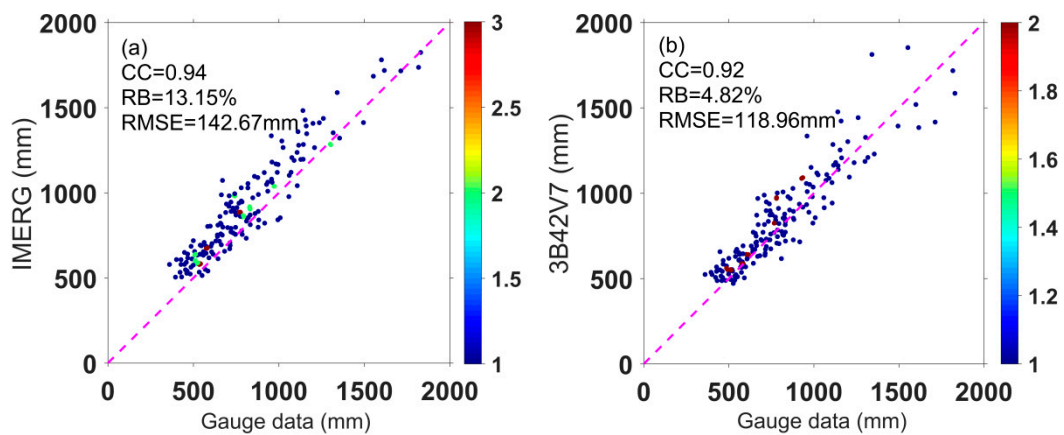 (a)
CC=0.94
RB=13.15%
RMSE=142.67mm
IMERG (mm)
2000
1500
1000
500
0
0 500 1000 1500 2000
Gauge data (mm)
3
2.5
2
1.5
1
(b)
CC=0.92
RB=4.82%
RMSE=118.96mm
3B42V7 (mm)
2000
1500
1000
500
0
0 500 1000 1500 2000
Gauge data (mm)
2
1.8
1.6
1.4
1.2
1